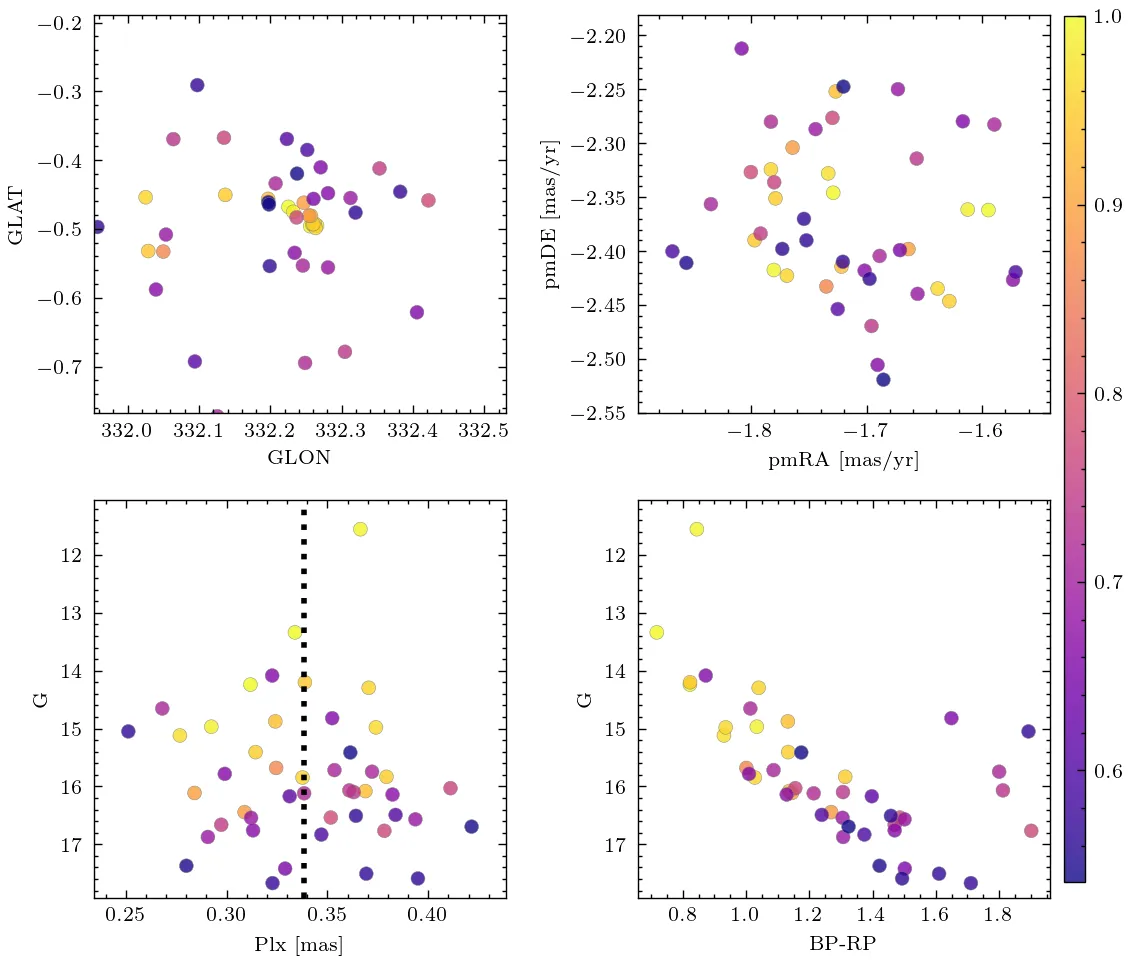 −0.2
−0.3
−0.4
−0.5
−0.6
−0.7
GLAT
332.0 332.1 332.2 332.3 332.4 332.5
GLON
−2.20
−2.25
−2.30
−2.35
−2.40
−2.45
−2.50
−2.55
pmDE [mas/yr]
−1.8 −1.7 −1.6
pmRA [mas/yr]
12
13
14
15
16
17
G
0.25 0.30 0.35 0.40
Plx [mas]
12
13
14
15
16
17
G
0.8 1.0 1.2 1.4 1.6 1.8
BP-RP
1.0
0.9
0.8
0.7
0.6